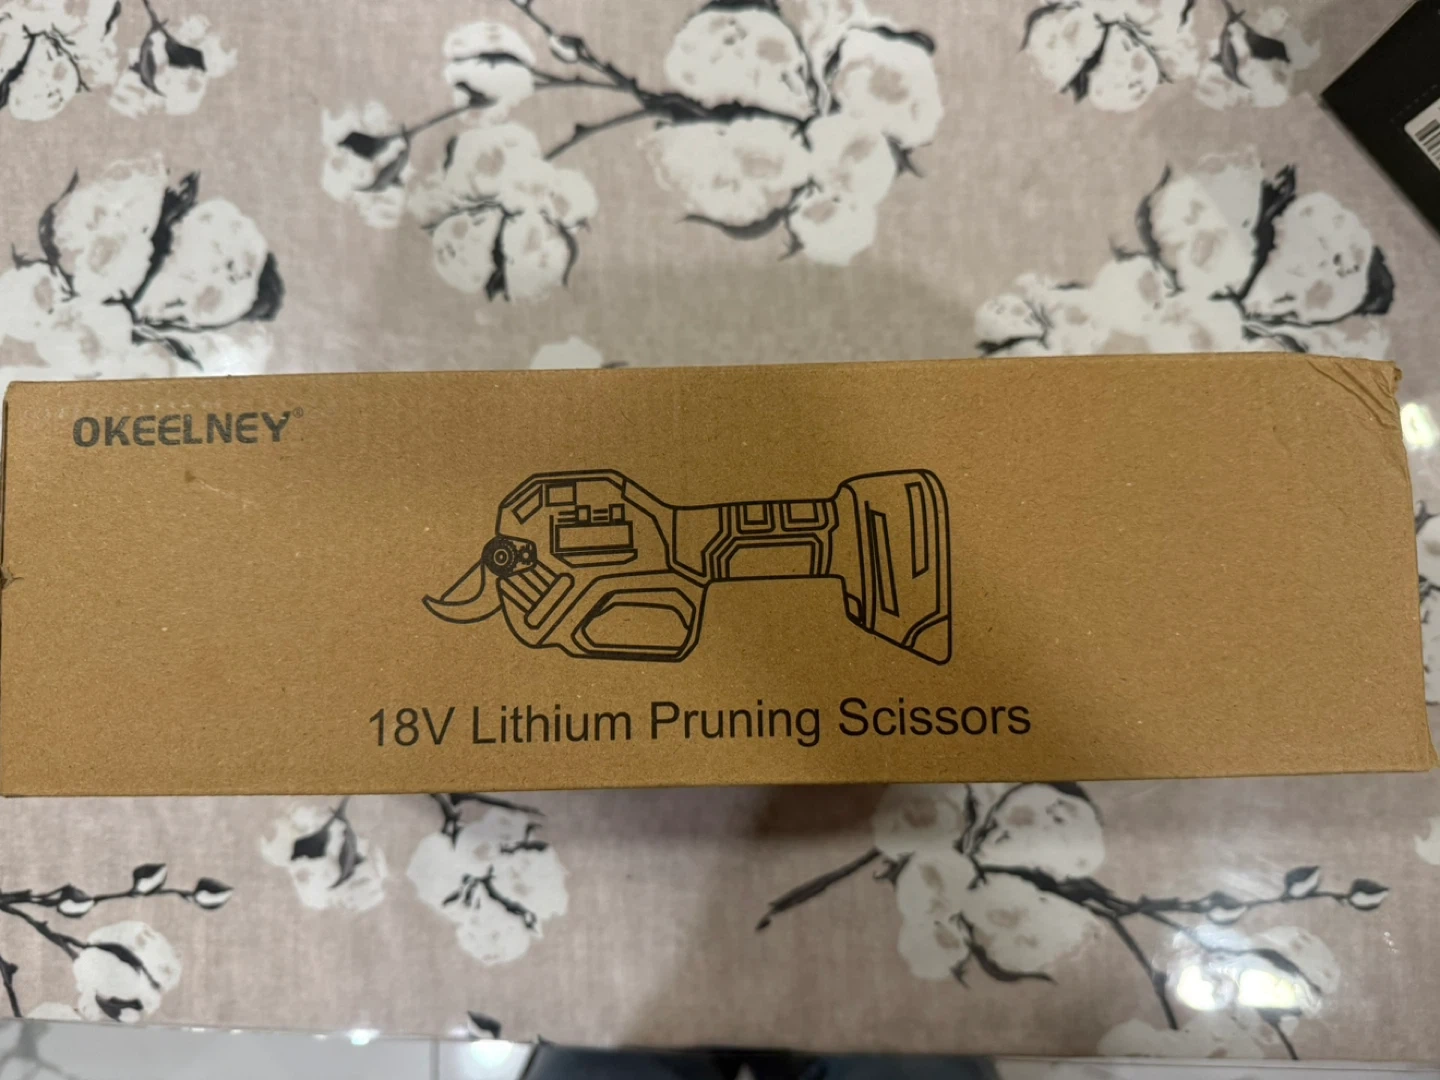 OKEELNEY®
18V Lithium Pruning Scissors